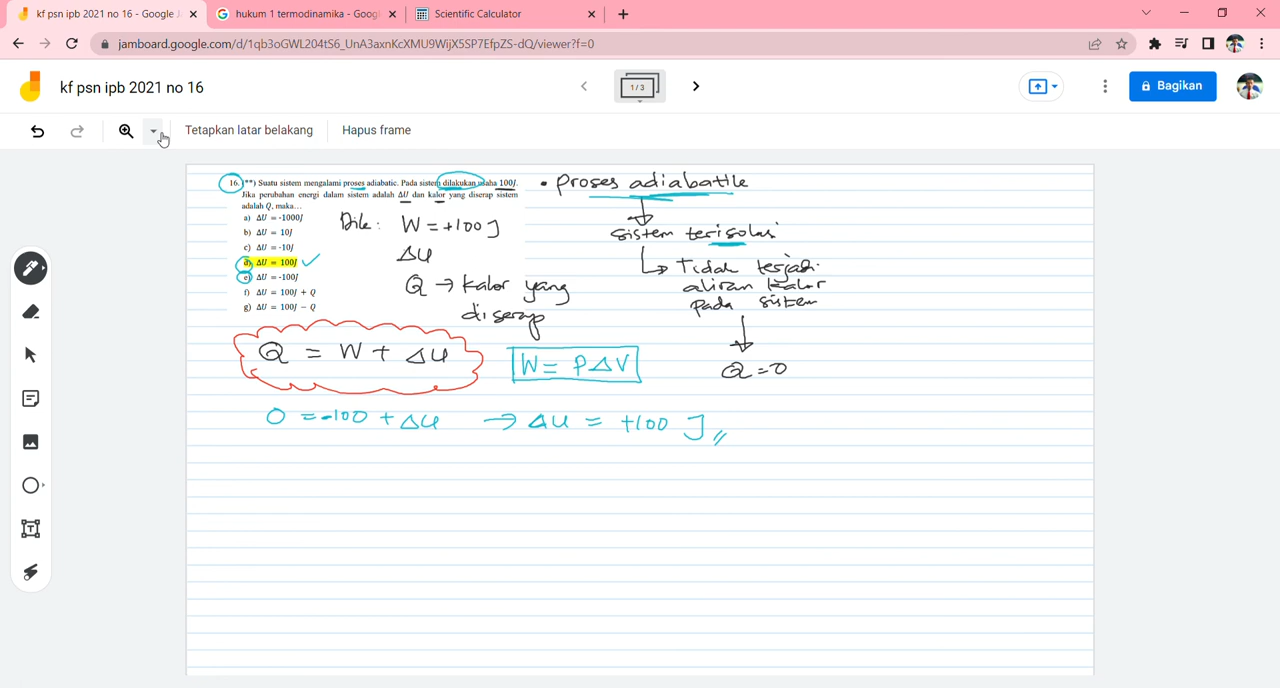 kf psn ipb 2021 no 16 - Google J
hukum 1 termodinamika - Goog
Scientific Calculator
jamboard.google.com/d/1qb3oGWL204tS6_UnA3axnKcXMU9WijX5SP7EfpZS-dQ/viewer?f=0
kf psn ipb 2021 no 16
1/3
Bagikan
Tetapkan latar belakang
Hapus frame
16. (**) Suatu sistem mengalami proses adiabatic. Pada sistem dilakukan usaha 100J.
Jika perubahan energi dalam sistem adalah ΔU dan kalor yang diserap sistem
adalah Q, maka…
a) ΔU = -1000J
b) ΔU = 10J
c) ΔU = -10J
d) ΔU = 100J
e) ΔU = -100J
f) ΔU = 100J + Q
g) ΔU = 100J − Q
Dik: W = +100 J
ΔU
Q → kalor yang
diserap
• Proses adiabatik
sistem terisolasi
↳ Tidak terjadi
aliran kalor
pada sistem
Q = 0
Q = W + ΔU
W = P ΔV
0 = -100 + ΔU → ΔU = +100 J //